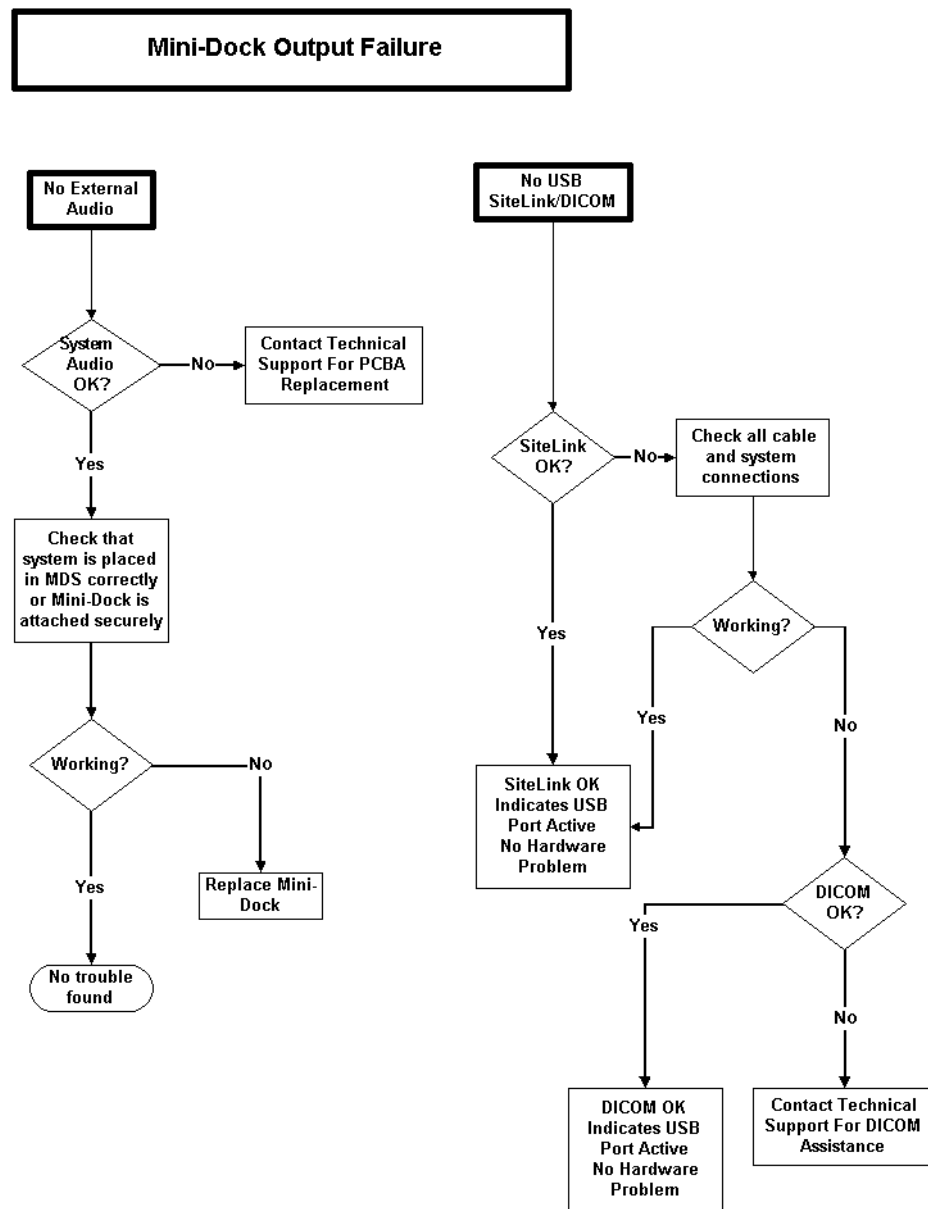 Mini-Dock Output Failure
No External
Audio
System
Audio
OK?
No
Contact Technical
Support For PCBA
Replacement
Yes
Check that
system is placed
in MDS correctly
or Mini-Dock is
attached securely
Working?
No
Replace Mini-
Dock
Yes
No trouble
found
No USB
SiteLink/DICOM
SiteLink
OK?
No
Check all cable
and system
connections
Yes
Working?
Yes
No
SiteLink OK
Indicates USB
Port Active
No Hardware
Problem
DICOM
OK?
Yes
No
DICOM OK
Indicates USB
Port Active
No Hardware
Problem
Contact Technical
Support For DICOM
Assistance